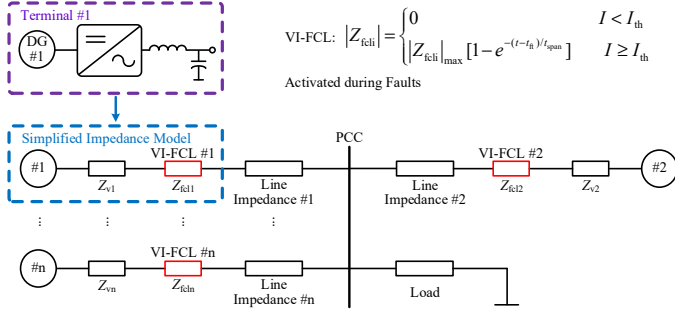 Terminal #1
DG
#1
VI-FCL: |Z_fcli| = { 0    I < I_th
|Z_fcli|_max [1-e^{-(t-t_ft)/t_span}]    I ≥ I_th
Activated during Faults
Simplified Impedance Model
PCC
VI-FCL #1
VI-FCL #2
#1
#2
Z_v1
Z_fcl1
Line
Impedance #1
Line
Impedance #2
Z_fcl2
Z_v2
⋮ ⋮ ⋮ ⋮
VI-FCL #n
#n
Z_vn
Z_fcln
Line
Impedance #n
Load